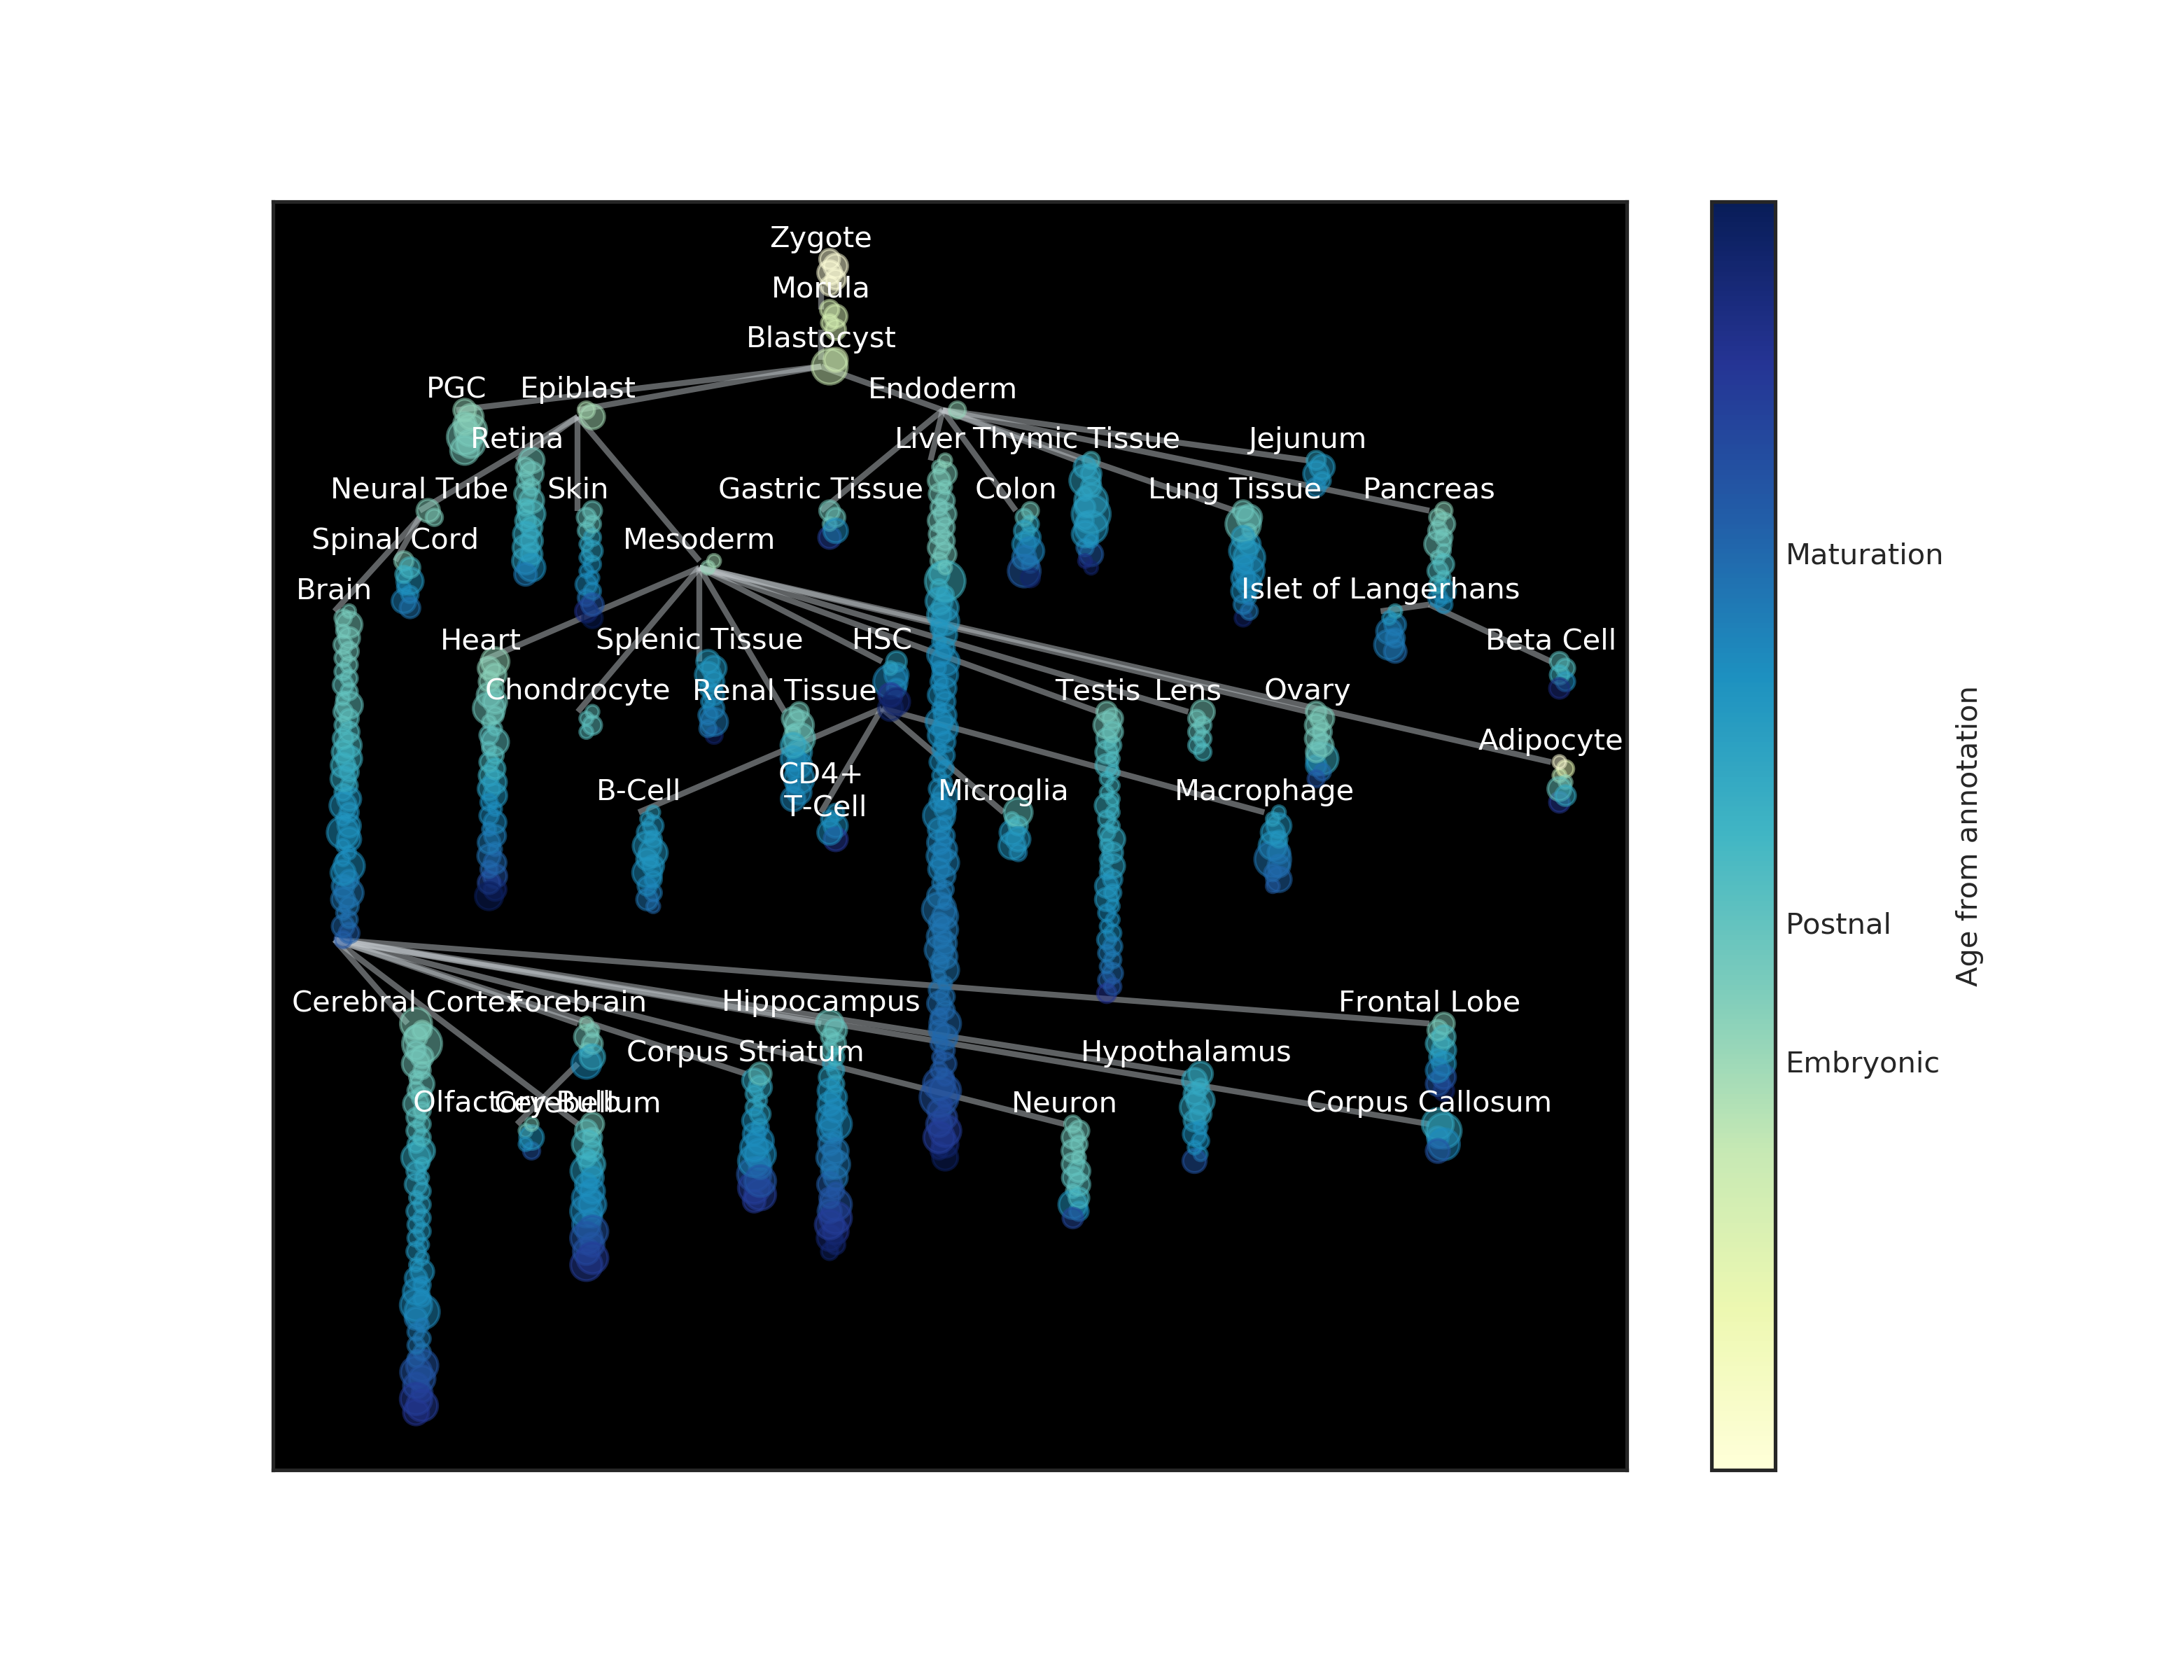 Zygote
Morula
Blastocyst
PGC
Epiblast
Endoderm
Retina
Liver
Thymic Tissue
Jejunum
Neural Tube
Skin
Gastric Tissue
Colon
Lung Tissue
Pancreas
Spinal Cord
Mesoderm
Brain
Islet of Langerhans
Heart
Splenic Tissue
HSC
Beta Cell
Chondrocyte
Renal Tissue
Testis
Lens
Ovary
Adipocyte
B-Cell
CD4+
T-Cell
Microglia
Macrophage
Cerebral Cortex
Forebrain
Hippocampus
Frontal Lobe
Corpus Striatum
Hypothalamus
Olfactory Bulb
Cerebellum
Neuron
Corpus Callosum
Maturation
Postnal
Embryonic
Age from annotation